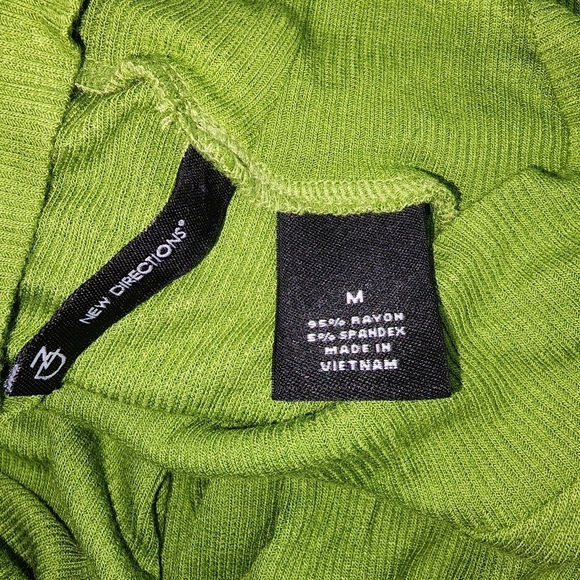 NEW DIRECTIONS®
ND
M
95% RAYON
5% SPANDEX
MADE IN
VIETNAM